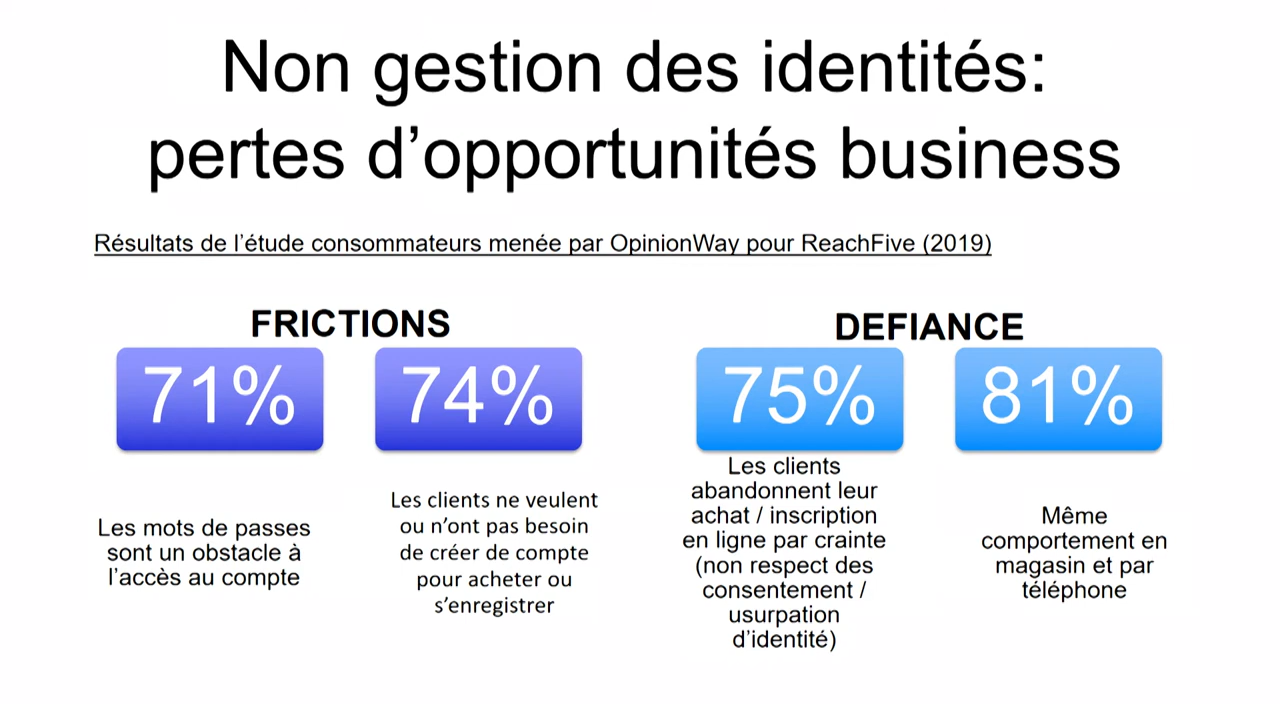 Non gestion des identités:
pertes d’opportunités business
Résultats de l’étude consommateurs menée par OpinionWay pour ReachFive (2019)
FRICTIONS
71%
74%
Les mots de passes
sont un obstacle à
l’accès au compte
Les clients ne veulent
ou n’ont pas besoin
de créer de compte
pour acheter ou
s’enregistrer
DEFIANCE
75%
81%
Les clients
abandonnent leur
achat / inscription
en ligne par crainte
(non respect des
consentement /
usurpation
d’identité)
Même
comportement en
magasin et par
téléphone